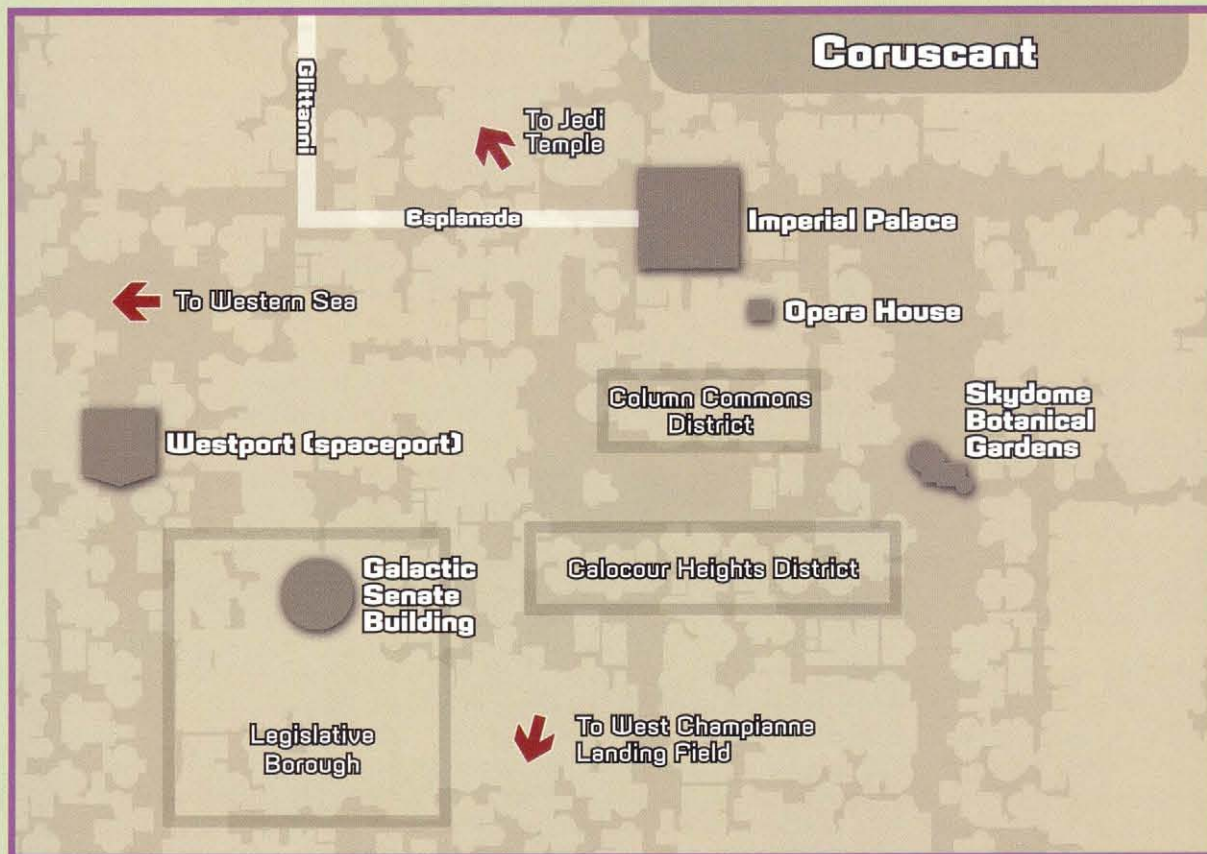 Coruscant
Glittanni
To Jedi
Temple
Esplanade
Imperial Palace
To Western Sea
Opera House
Column Commons
District
Skydome
Botanical
Gardens
Westport (spaceport)
Galactic
Senate
Building
Calocour Heights District
Legislative
Borough
To West Champianne
Landing Field